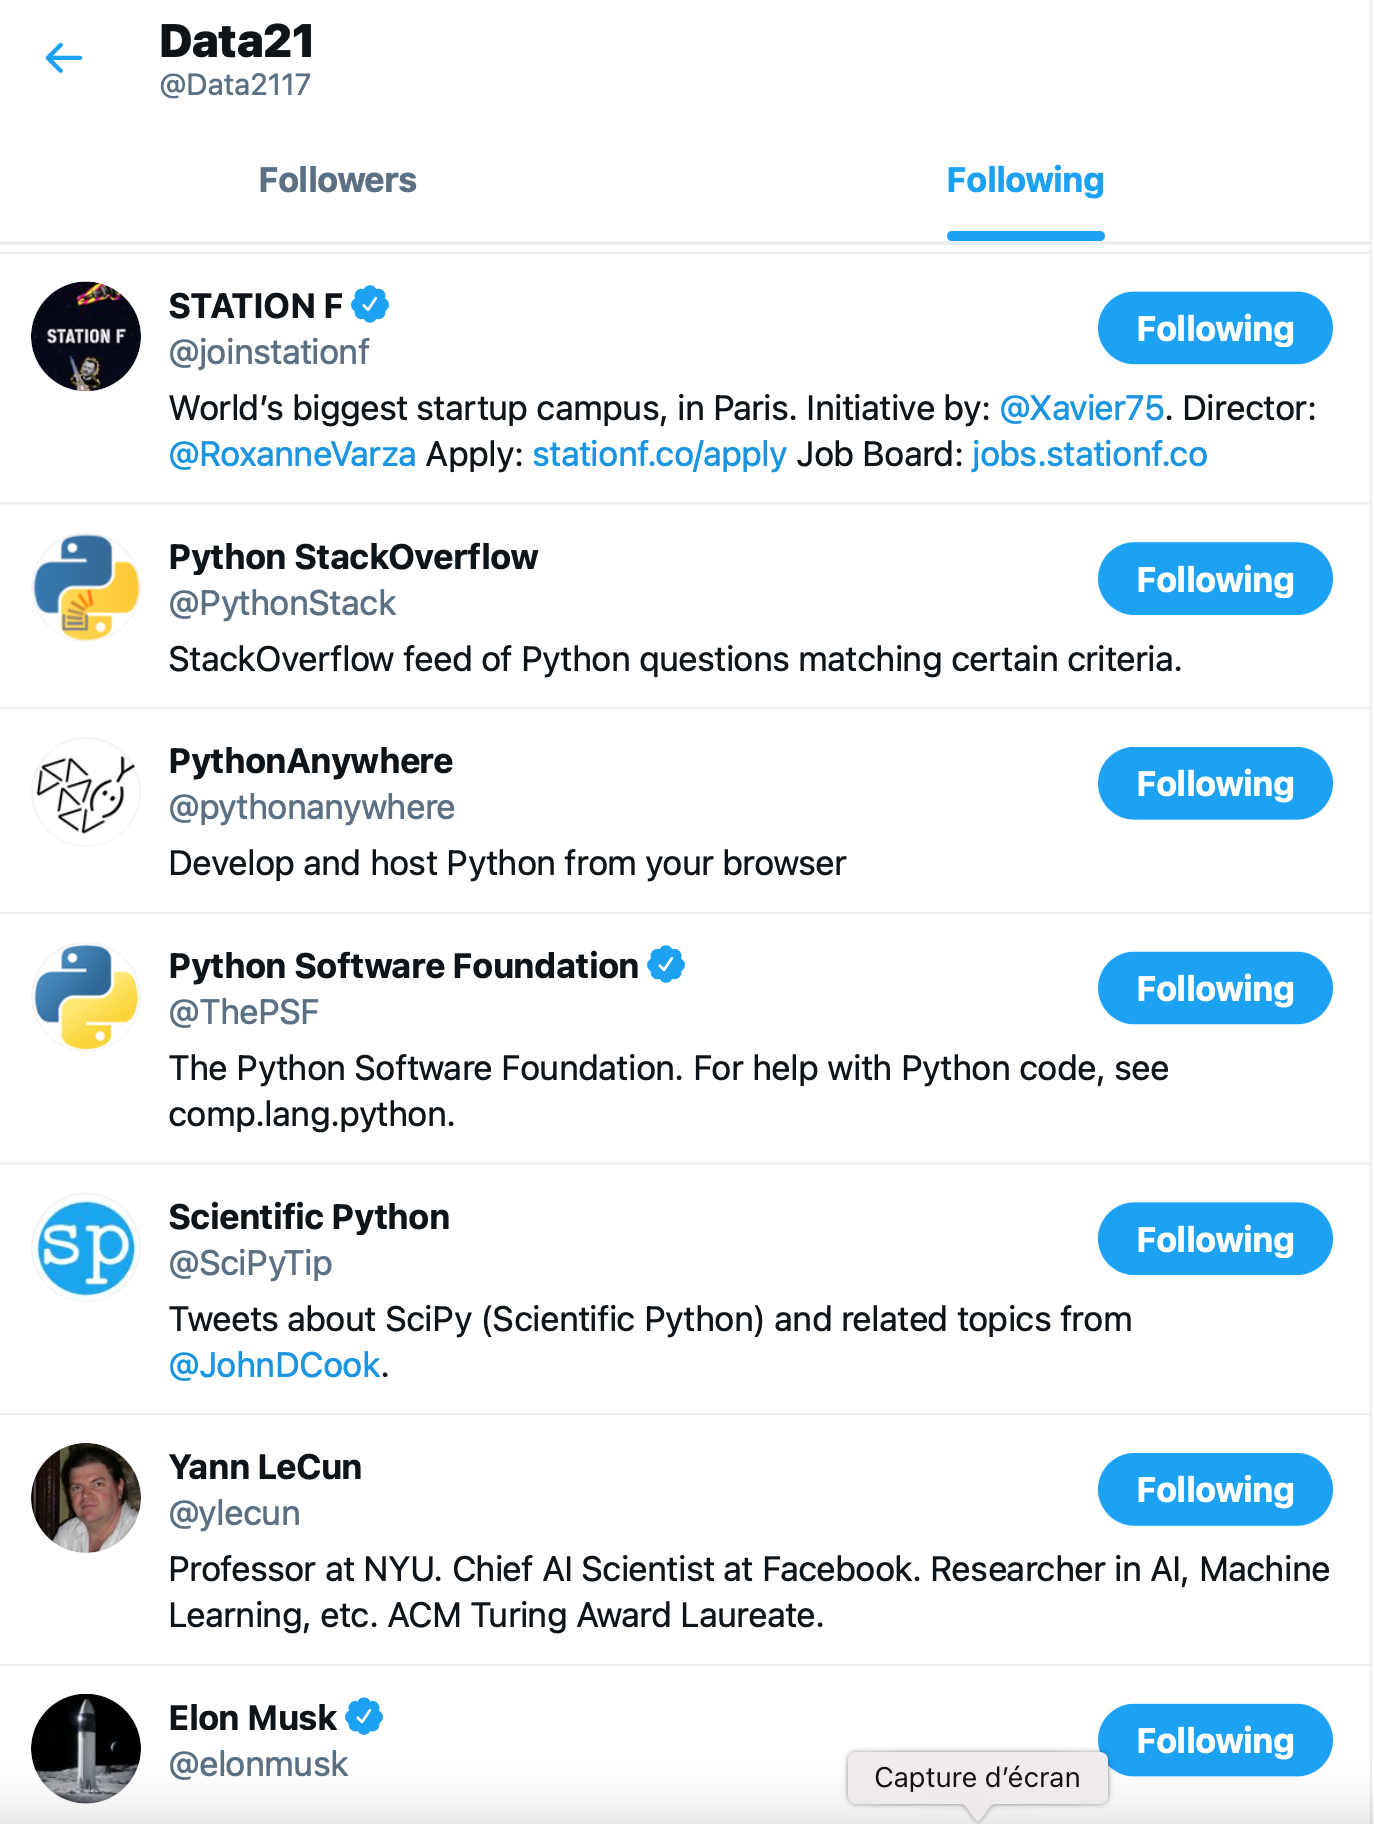 Data21
@Data2117
Followers
Following
STATION F
STATION F
@joinstationf
Following
World’s biggest startup campus, in Paris. Initiative by: @Xavier75. Director:
@RoxanneVarza Apply: stationf.co/apply Job Board: jobs.stationf.co
Python StackOverflow
@PythonStack
Following
StackOverflow feed of Python questions matching certain criteria.
PythonAnywhere
@pythonanywhere
Following
Develop and host Python from your browser
Python Software Foundation
@ThePSF
Following
The Python Software Foundation. For help with Python code, see
comp.lang.python.
sp
Scientific Python
@SciPyTip
Following
Tweets about SciPy (Scientific Python) and related topics from
@JohnDCook.
Yann LeCun
@ylecun
Following
Professor at NYU. Chief AI Scientist at Facebook. Researcher in AI, Machine
Learning, etc. ACM Turing Award Laureate.
Elon Musk
@elonmusk
Following
Capture d’écran